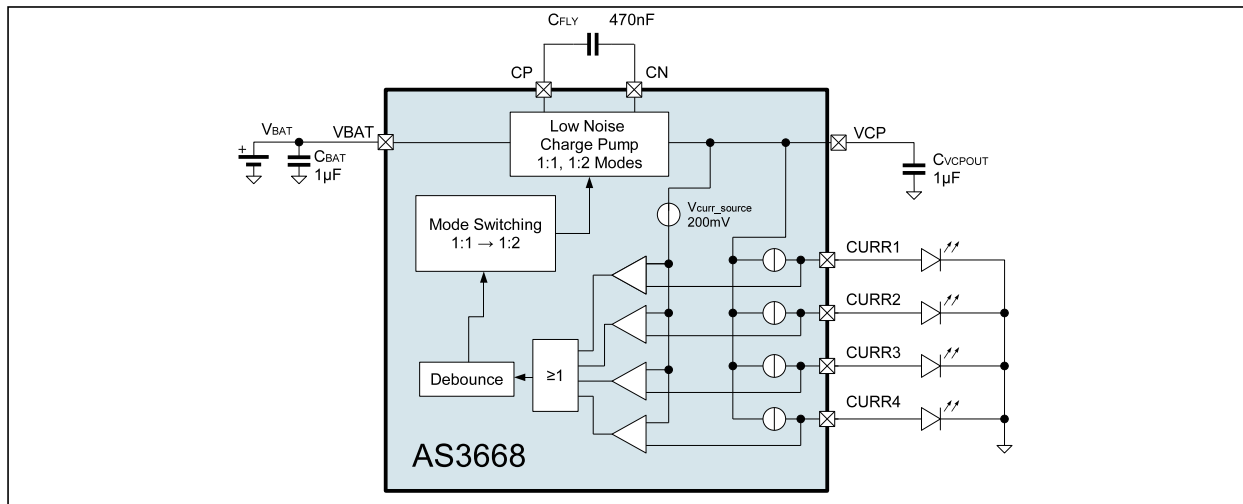 CFLY 470nF
CP CN
VBAT VBAT
Low Noise
Charge Pump
1:1, 1:2 Modes
VCP
+
CBAT
1µF
CVCPOUT
1µF
Mode Switching
1:1 → 1:2
Vcurr_source
200mV
CURR1
CURR2
CURR3
CURR4
Debounce
≥1
AS3668